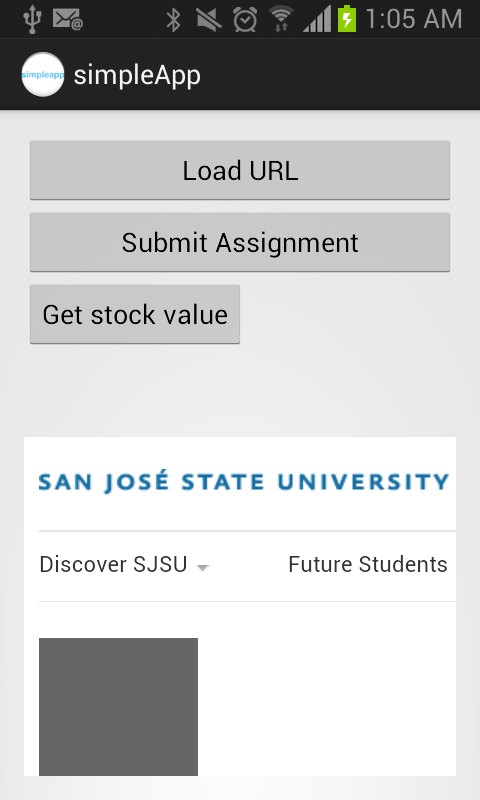 1:05 AM
simpleapp
simpleApp
Load URL
Submit Assignment
Get stock value
SAN JOSÉ STATE UNIVERSITY
Discover SJSU
Future Students